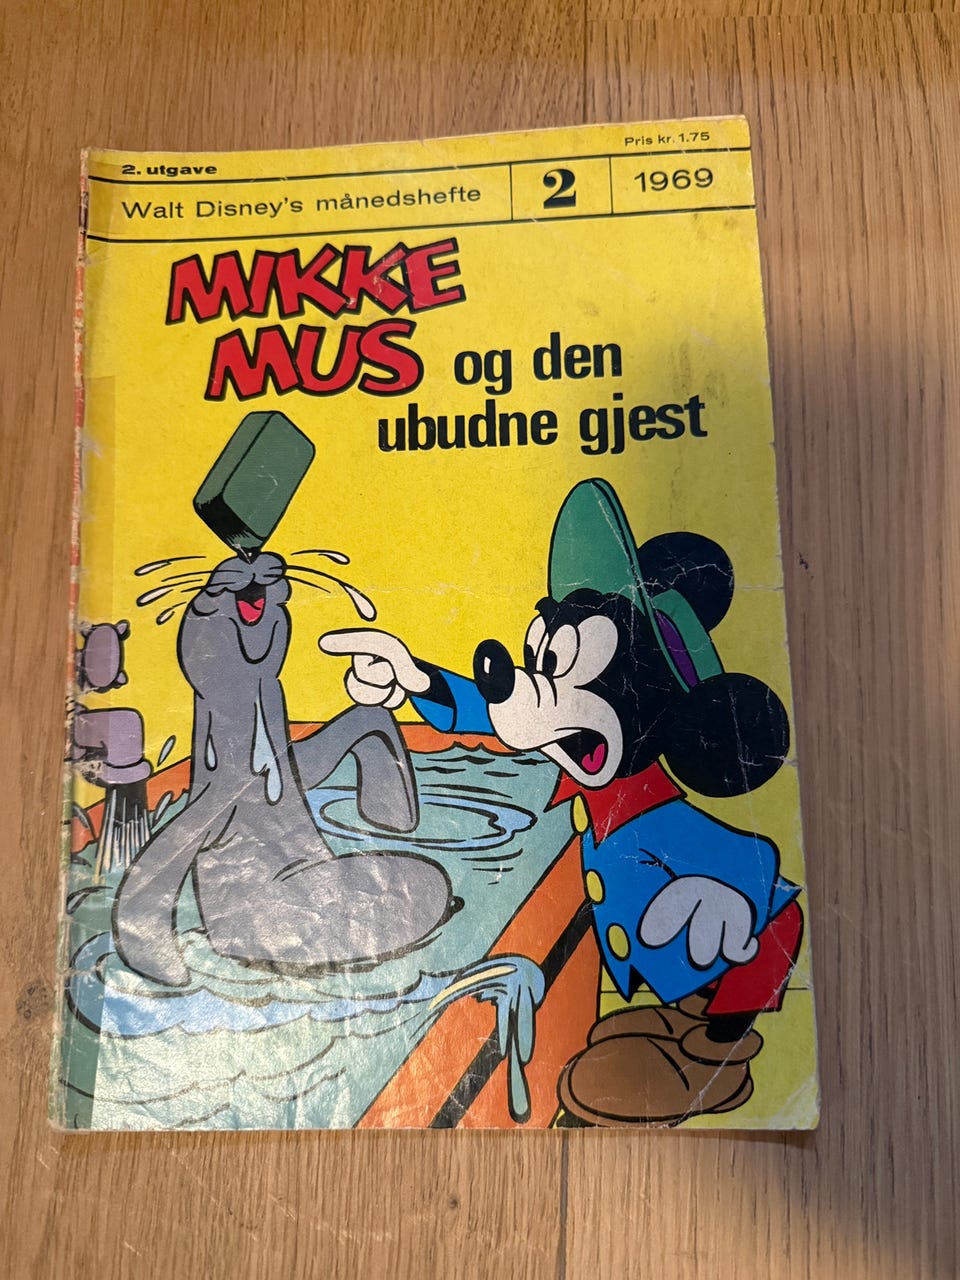 Pris kr. 1.75
2. utgave
Walt Disney's månedshefte 2 1969
MIKKE
MUS og den
ubudne gjest